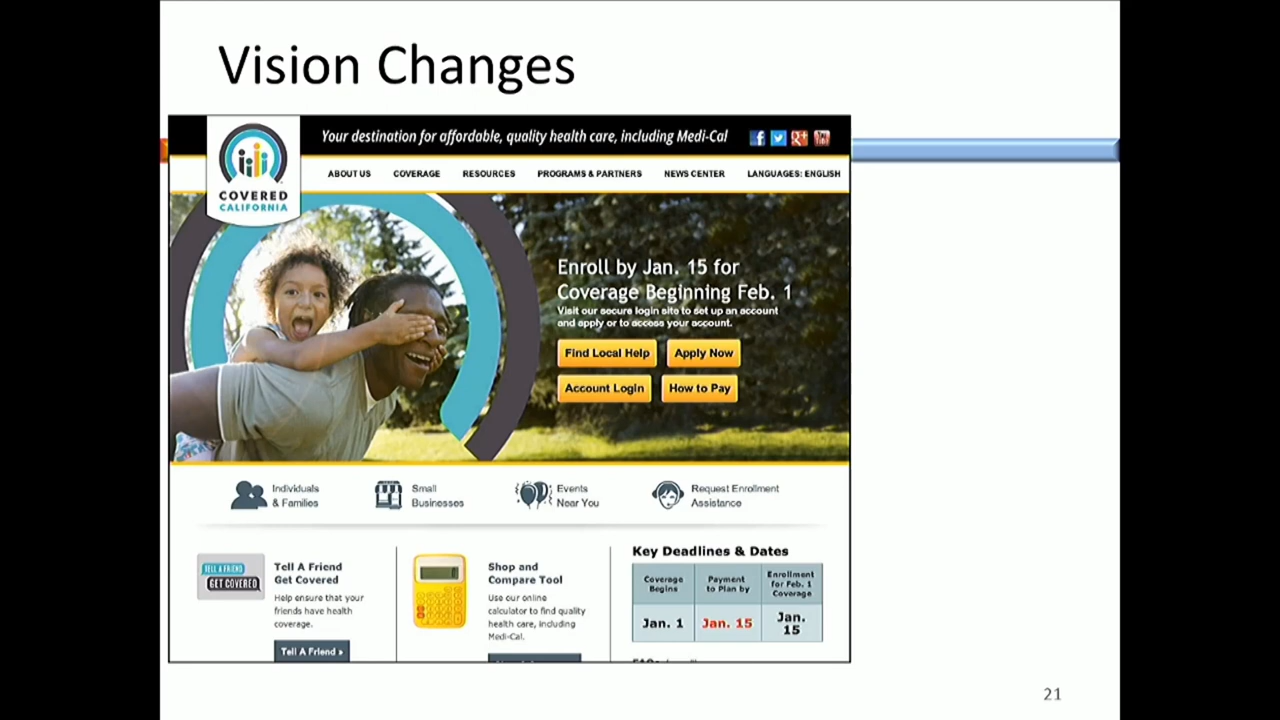 Vision Changes
Your destination for affordable, quality health care, including Medi-Cal
COVERED
CALIFORNIA
ABOUT US
COVERAGE
RESOURCES
PROGRAMS & PARTNERS
NEWS CENTER
LANGUAGES: ENGLISH
Enroll by Jan. 15 for
Coverage Beginning Feb. 1
Visit our secure login site to set up an account
and apply or to access your account.
Find Local Help
Apply Now
Account Login
How to Pay
Individuals
& Families
Small
Businesses
Events
Near You
Request Enrollment
Assistance
TELL A FRIEND
GET COVERED
Tell A Friend
Get Covered
Help ensure that your
friends have health
coverage.
Tell A Friend »
Shop and
Compare Tool
Use our online
calculator to find quality
health care, including
Medi-Cal.
Key Deadlines & Dates
Coverage
Begins
Payment
to Plan by
Enrollment
for Feb. 1
Coverage
Jan. 1
Jan. 15
Jan.
15
21